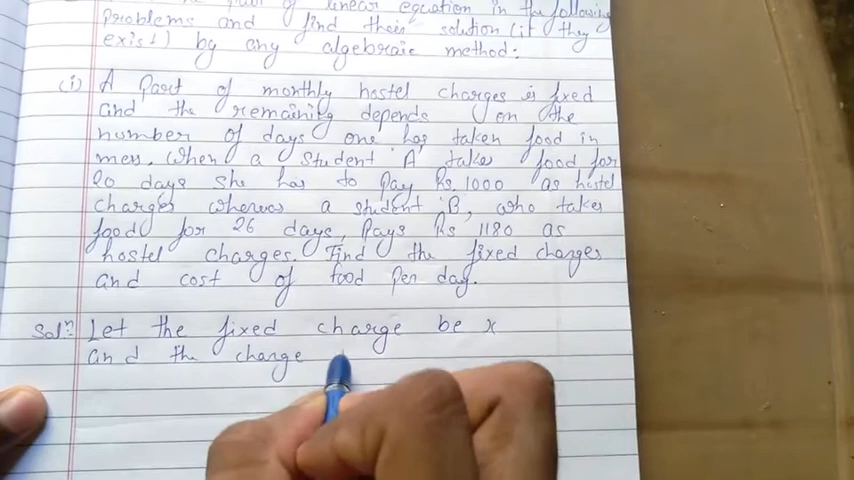 of linear equation in the following
problems and find their solution (if they
exist) by any algebraic method:
(i) A Part of monthly hostel charges is fixed
and the remaining depends on the
number of days one has taken food in
mess. When a student 'A' takes food for
20 days she has to Pay Rs. 1000 as hostel
charges whereas a student 'B', who takes
food for 26 days, Pays Rs 1180 as
hostel charges. Find the fixed charges
and cost of food Per day.
Solⁿ Let the fixed charge be x
and the charge